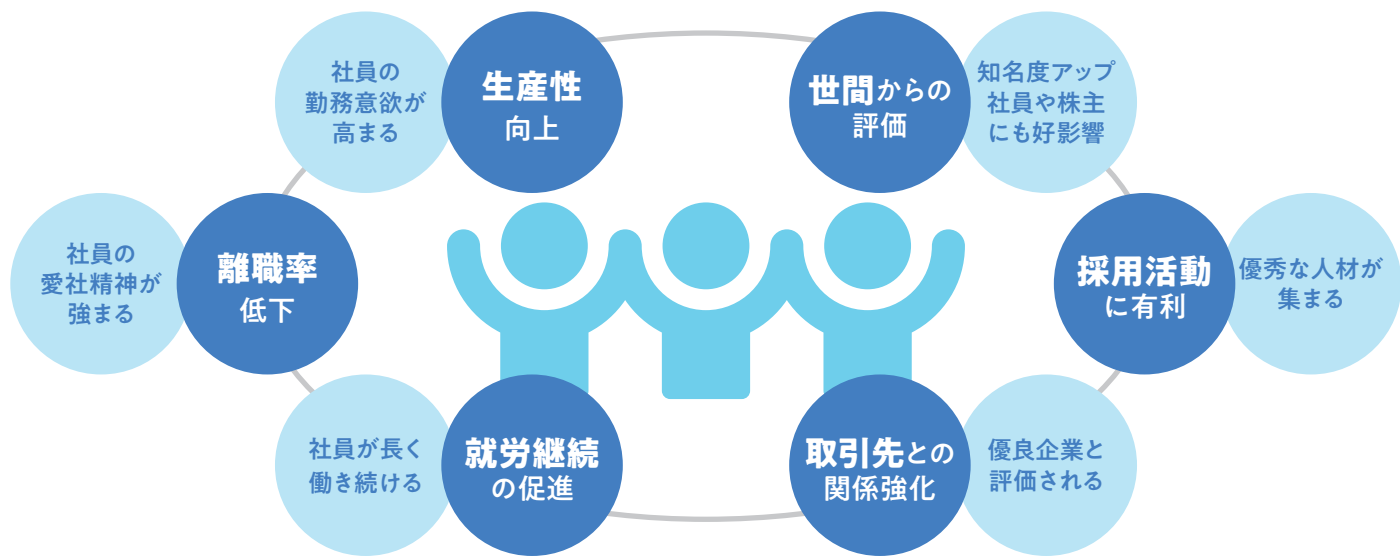 社員の
勤務意欲が
高まる
生産性
向上
世間からの
評価
知名度アップ
社員や株主
にも好影響
社員の
愛社精神が
強まる
離職率
低下
採用活動
に有利
優秀な人材が
集まる
社員が長く
働き続ける
就労継続
の促進
取引先との
関係強化
優良企業と
評価される